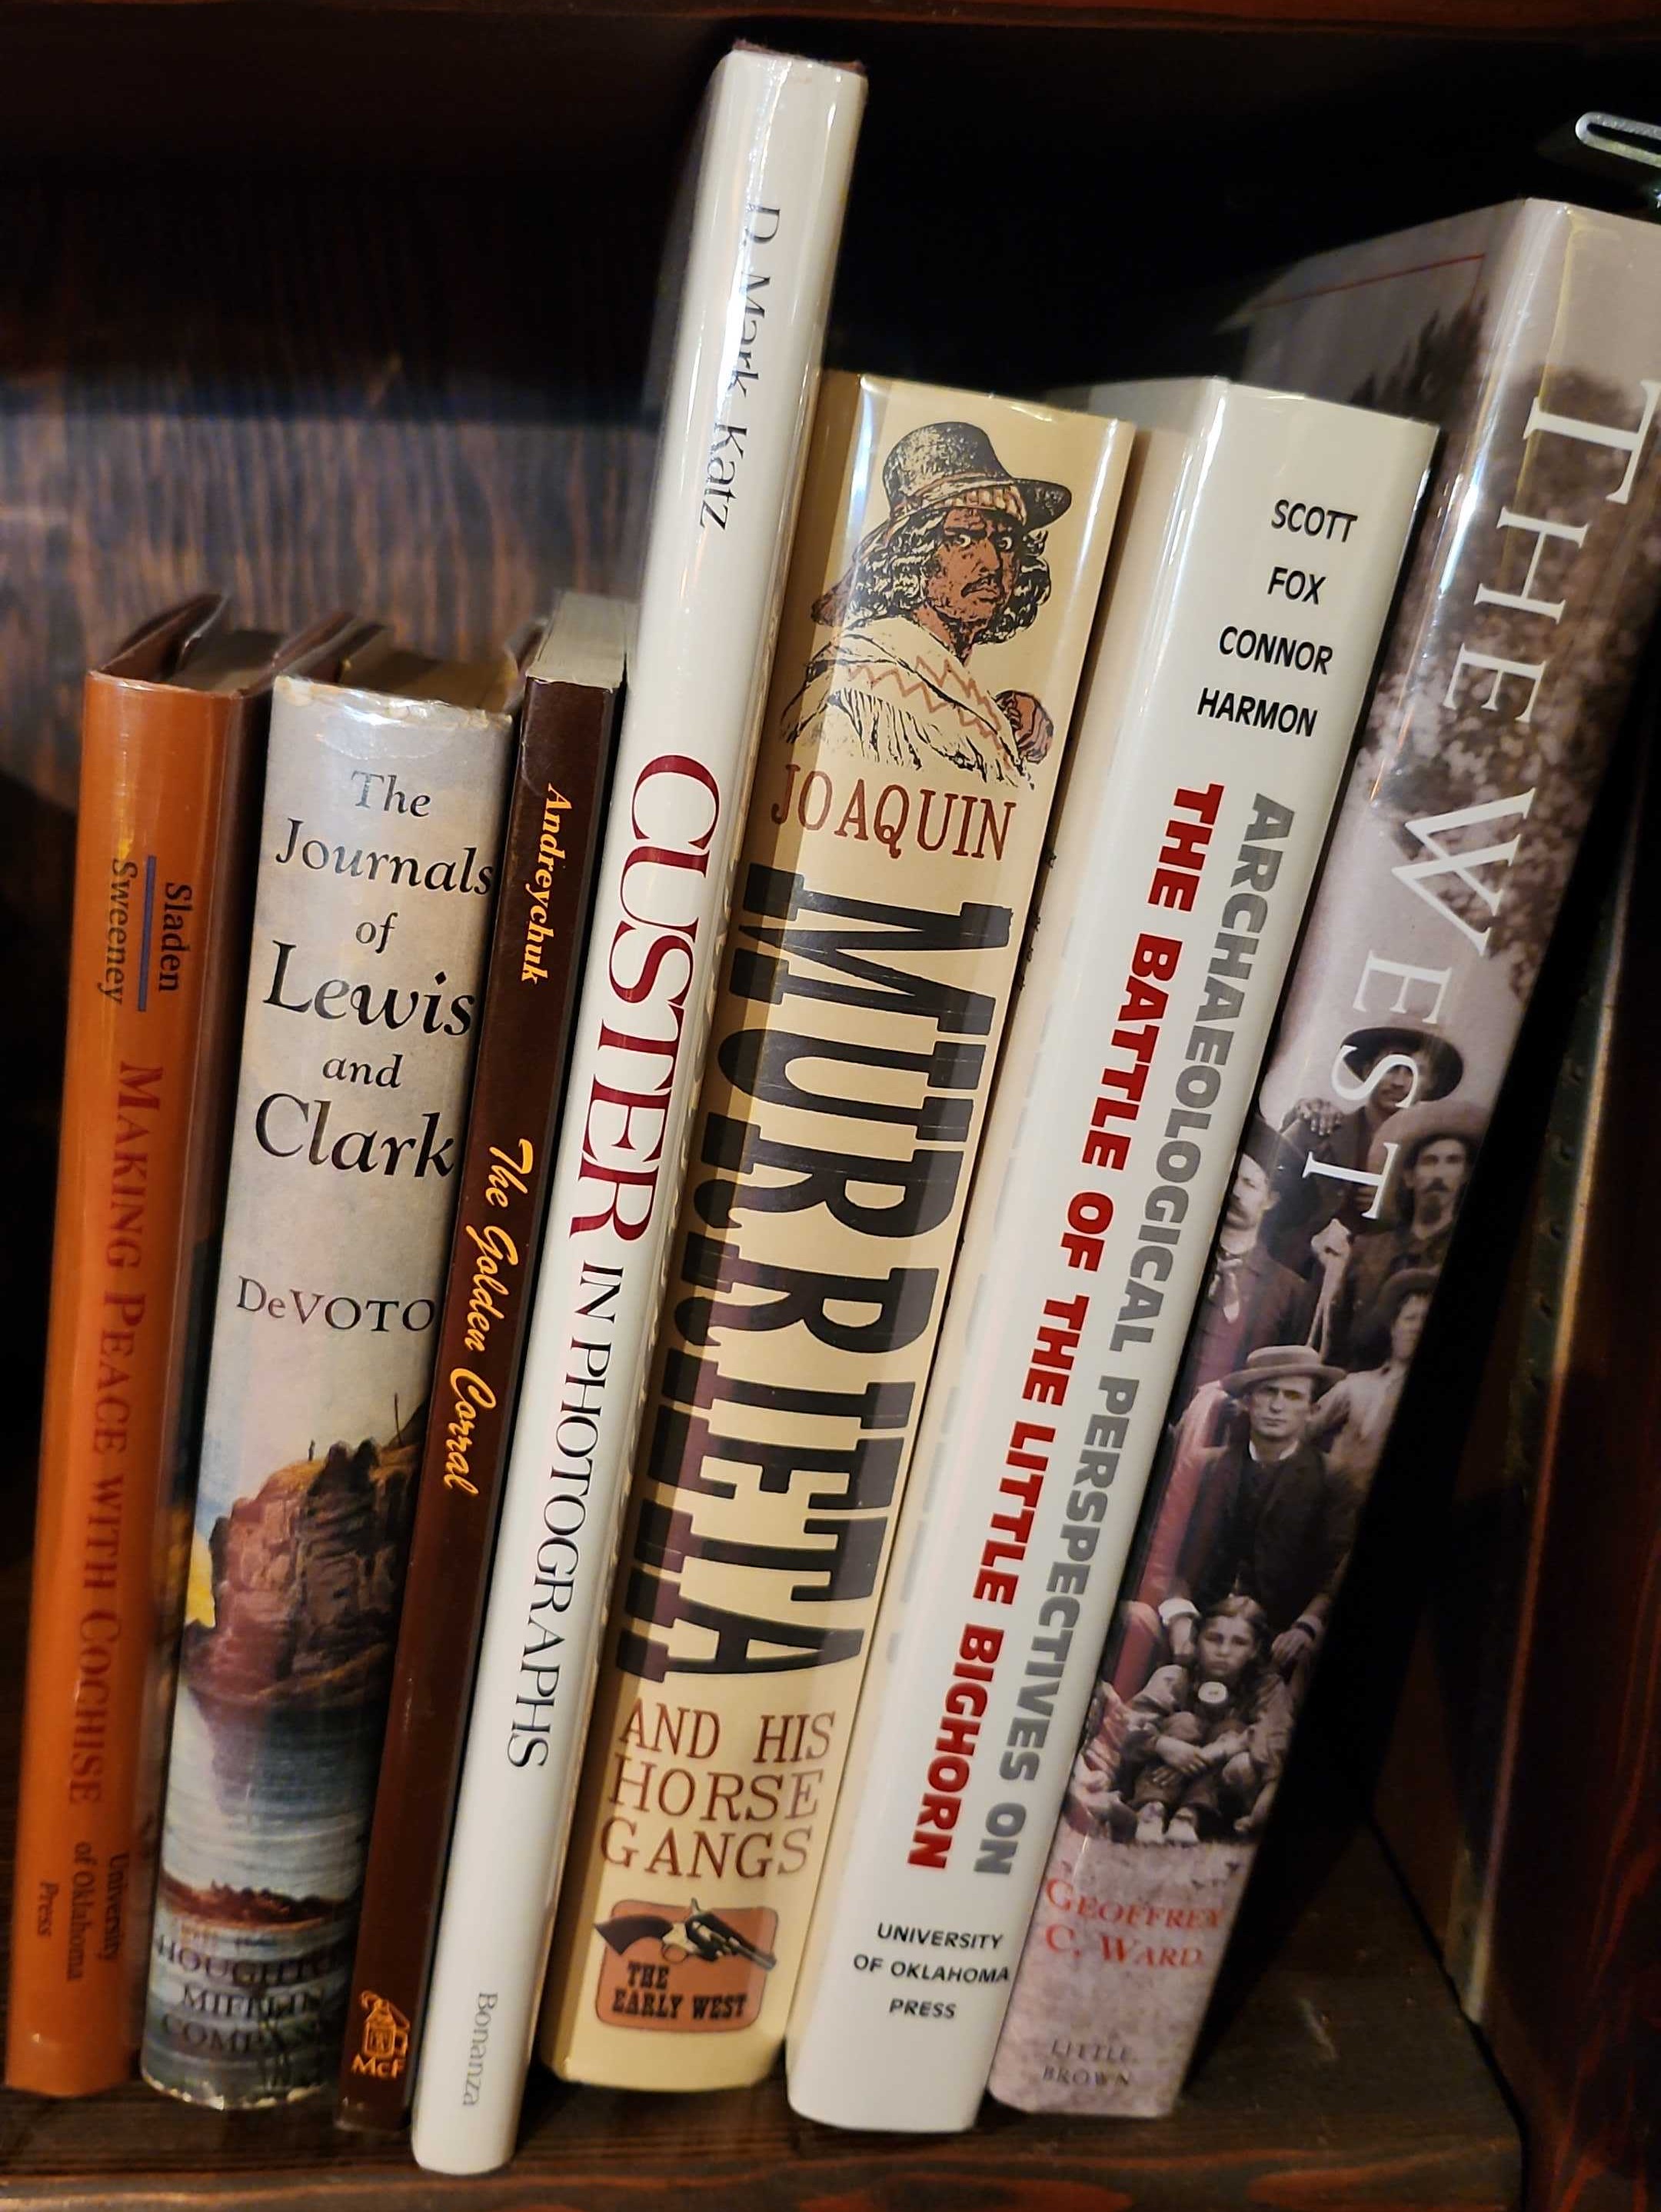 Sladen
Sweeney
MAKING PEACE WITH COCHISE
University
of Oklahoma
Press
The
Journals
of
Lewis
and
Clark
DeVOTO
HOUGHTON
MIFFLIN
COMPANY
Andreychuk
The Golden Corral
McF
D. Mark Katz
CUSTER IN PHOTOGRAPHS
Bonanza
JOAQUIN
MURRIETA
AND HIS
HORSE
GANGS
THE
EARLY WEST
SCOTT
FOX
CONNOR
HARMON
ARCHAEOLOGICAL PERSPECTIVES ON
THE BATTLE OF THE LITTLE BIGHORN
UNIVERSITY
OF OKLAHOMA
PRESS
THE WEST
GEOFFREY
C. WARD
LITTLE,
BROWN